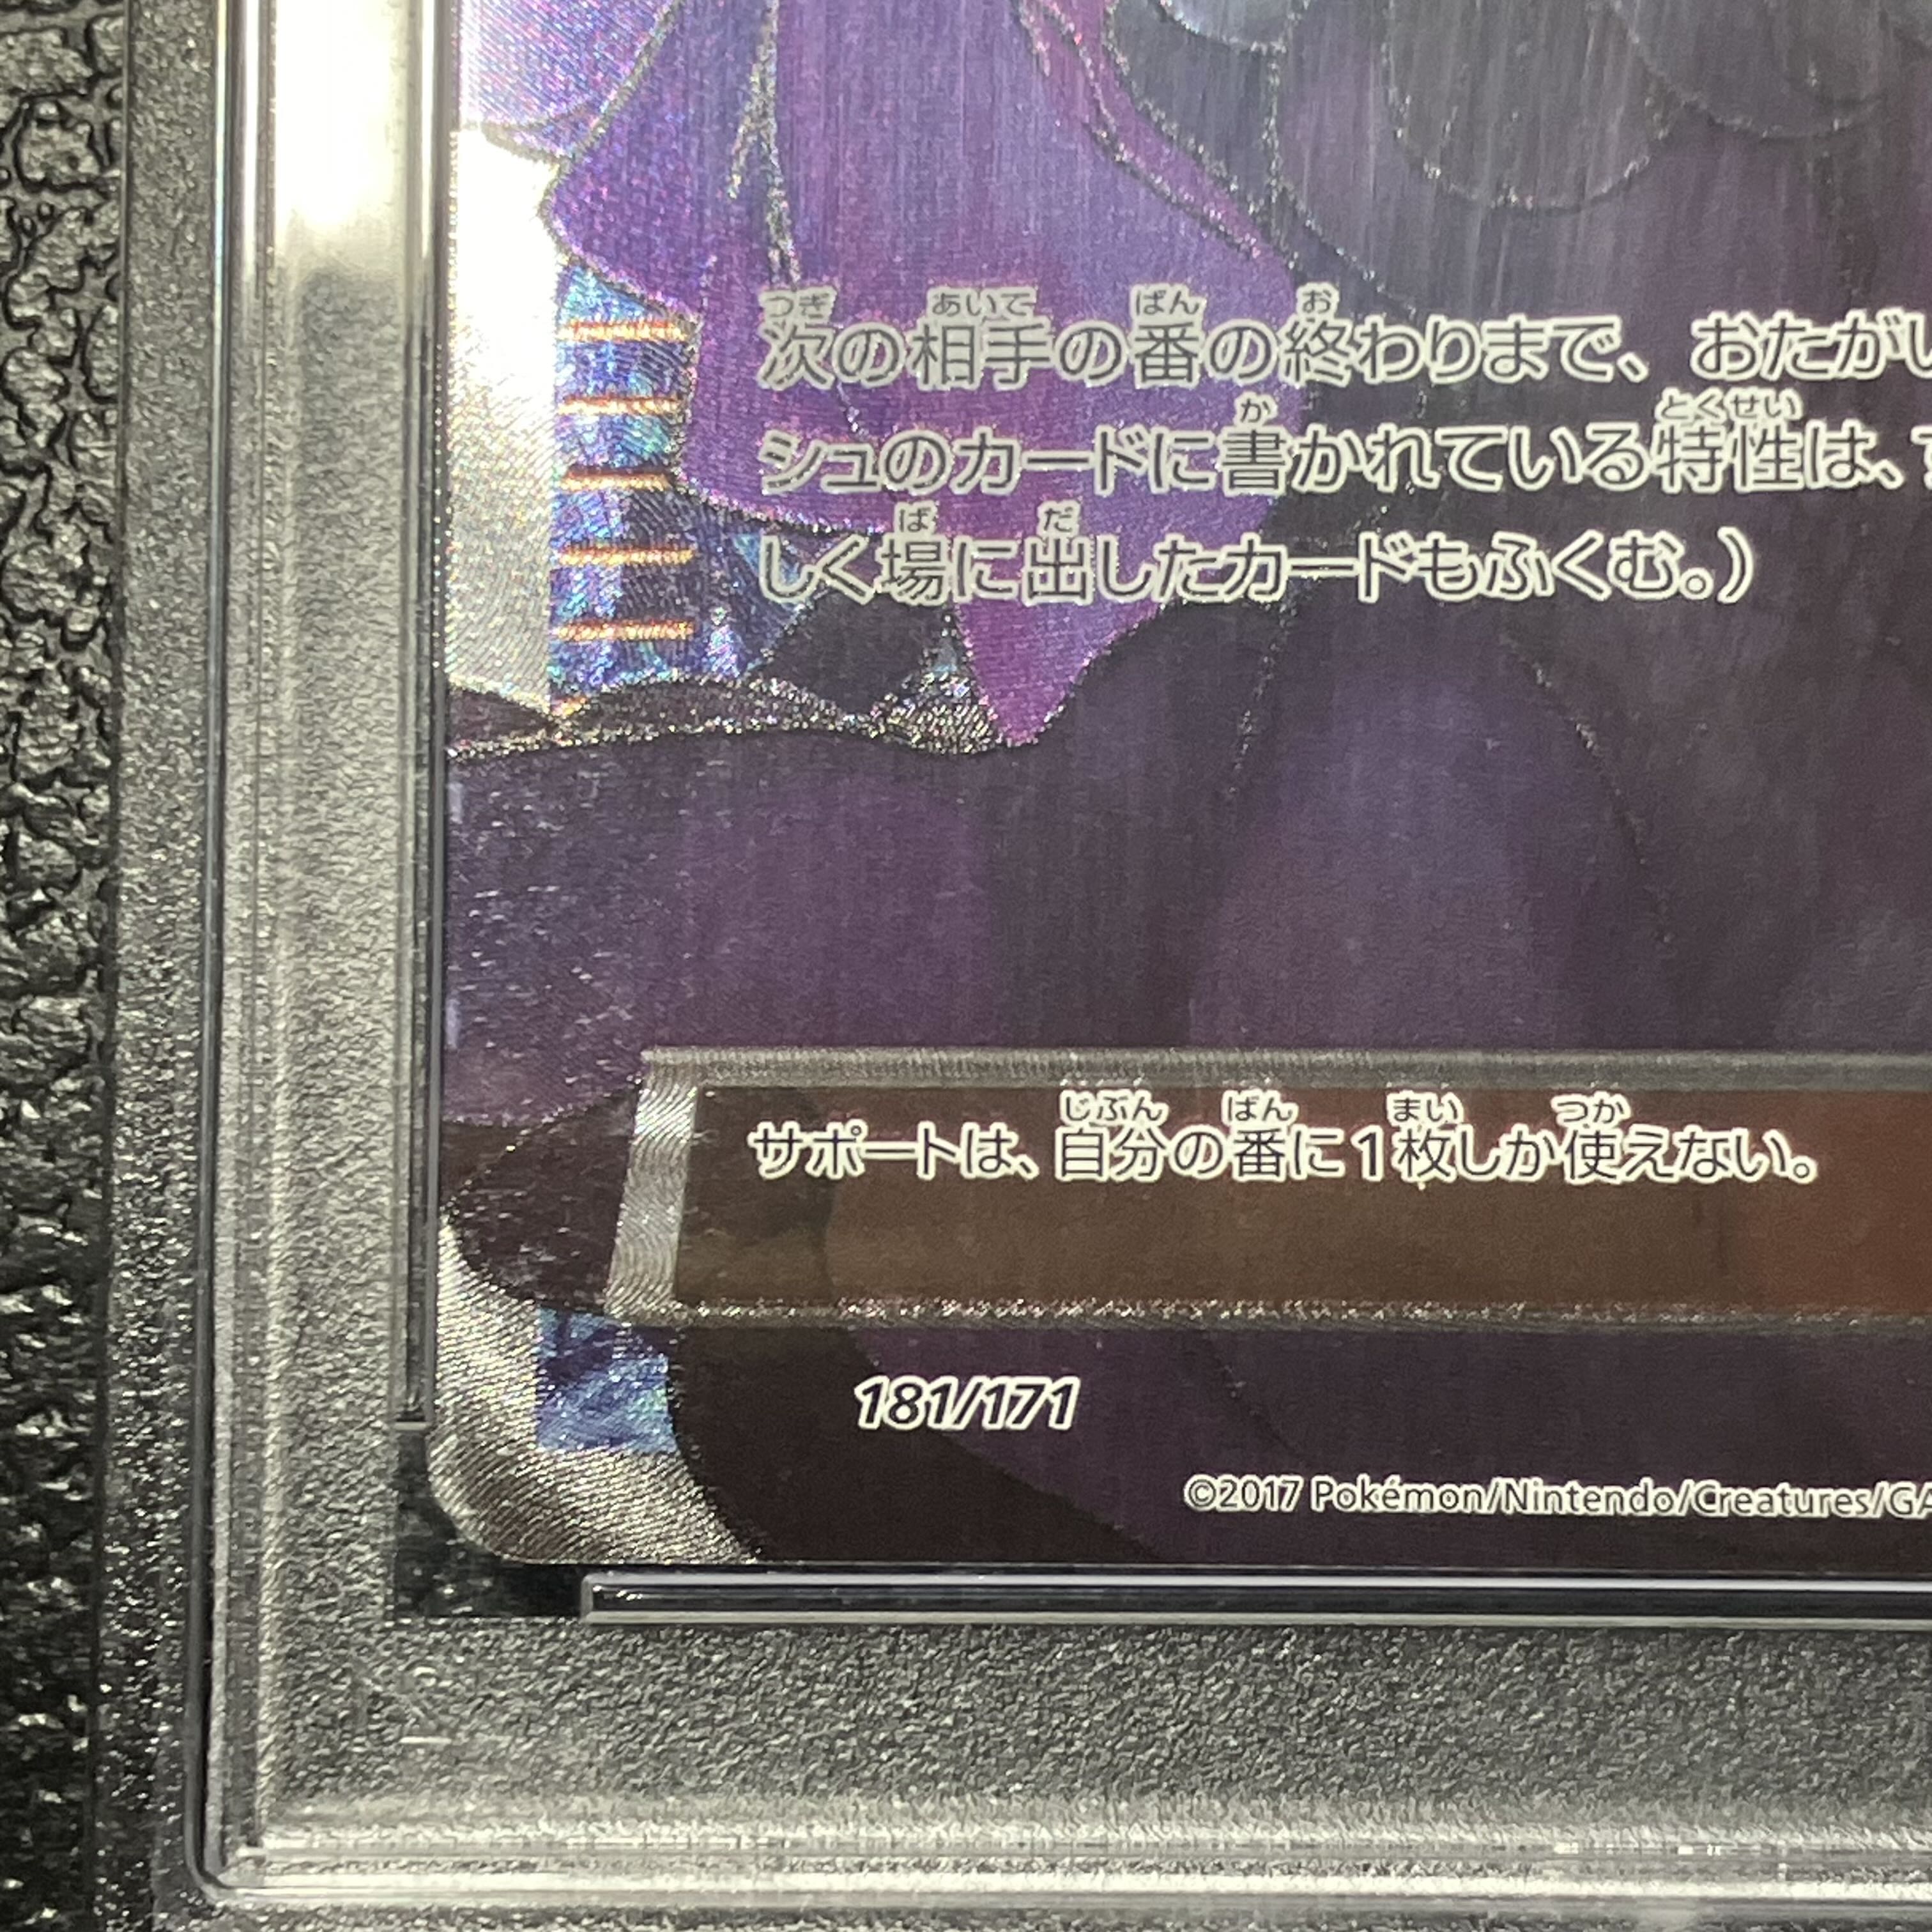 次の相手の番の終わりまで、おたがい
シュのカードに書かれている特性は、
しく場に出したカードもふくむ。)
サポートは、自分の番に1枚しか使えない。
181/171
©2017 Pokémon/Nintendo/Creatures/GA